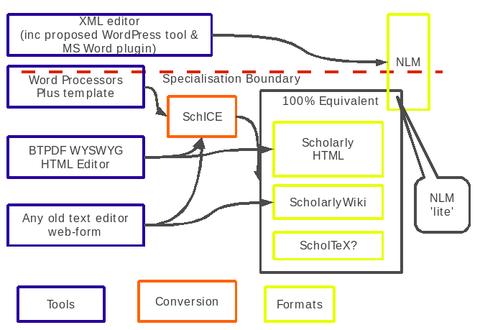 XML editor
(inc proposed WordPress tool &
MS Word plugin)
NLM
Specialisation Boundary
Word Processors
Plus template
100% Equivalent
SchICE
Scholarly
HTML
BTPDF WYSWYG
HTML Editor
NLM
'lite'
ScholarlyWiki
Any old text editor
web-form
ScholTeX?
Tools
Conversion
Formats